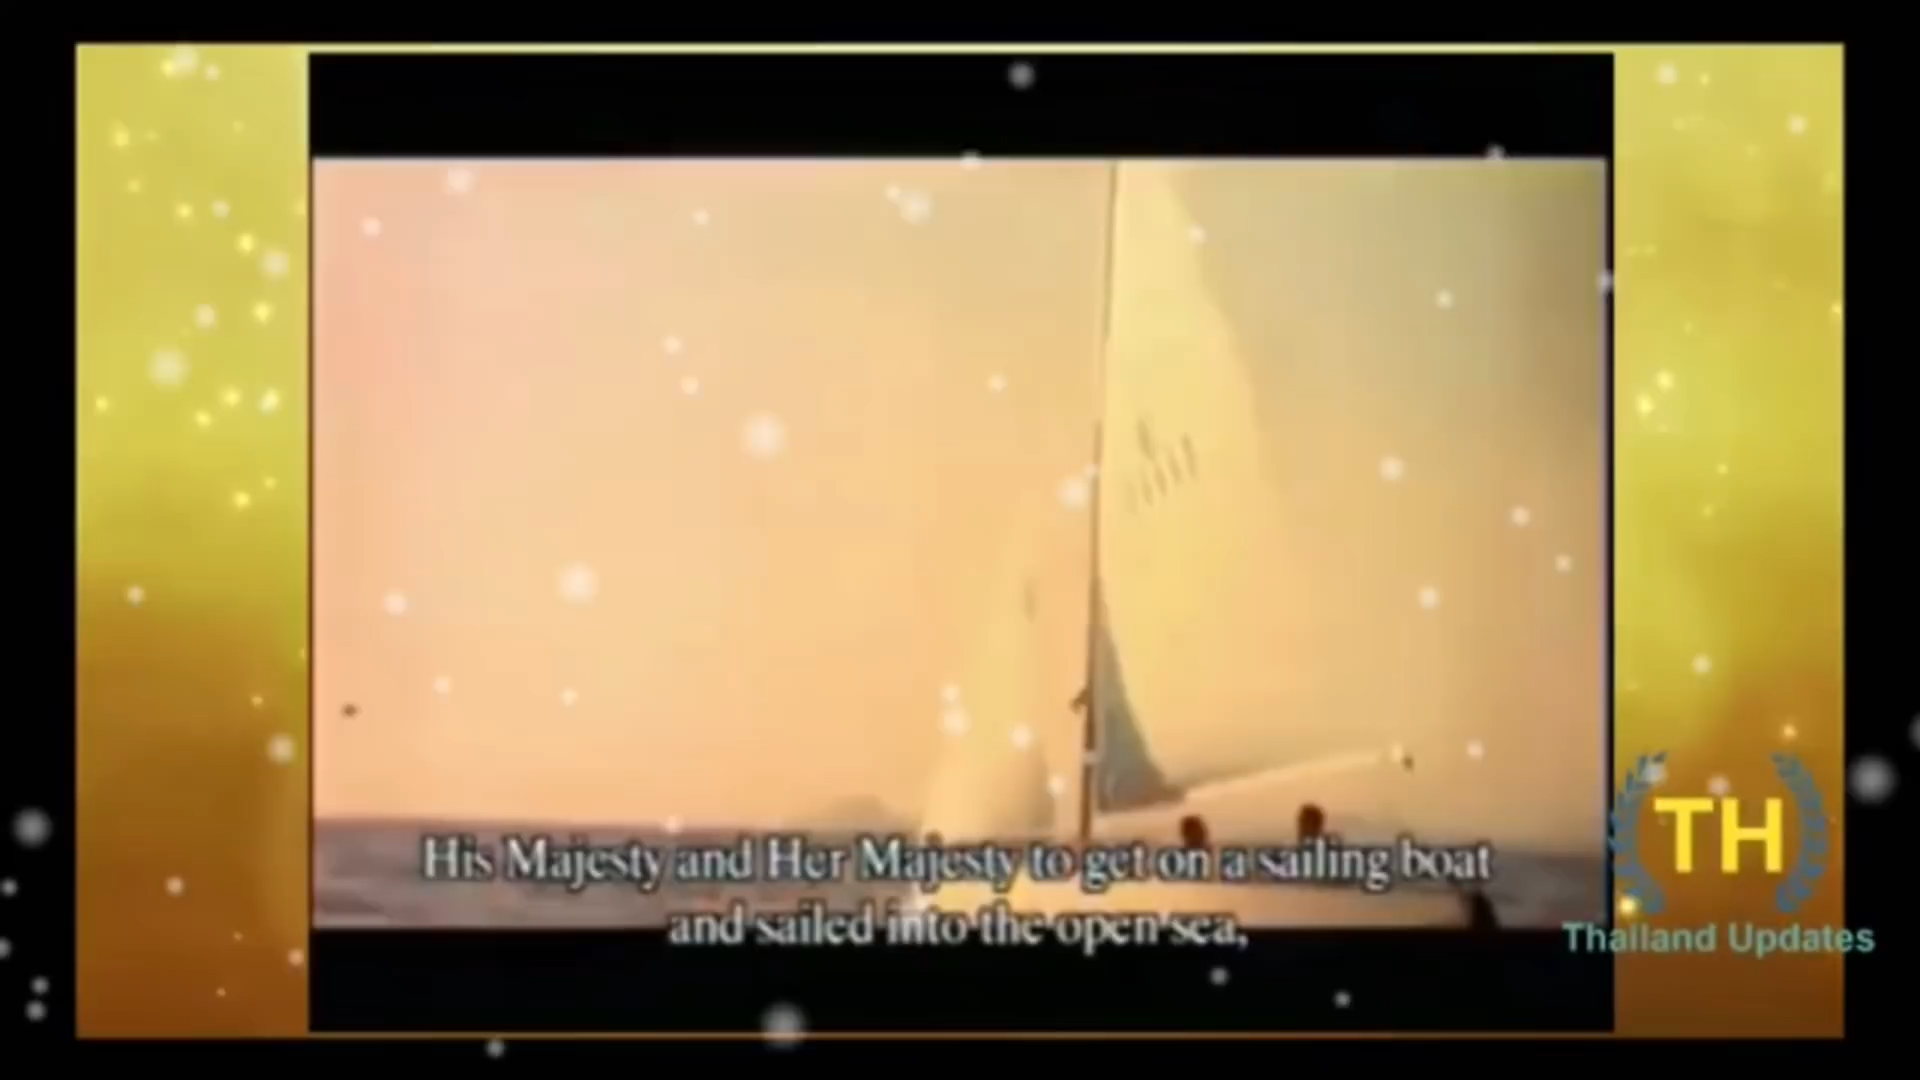 His Majesty and Her Majesty to get on a sailing boat
and sailed into the open sea,
TH
Thailand Updates